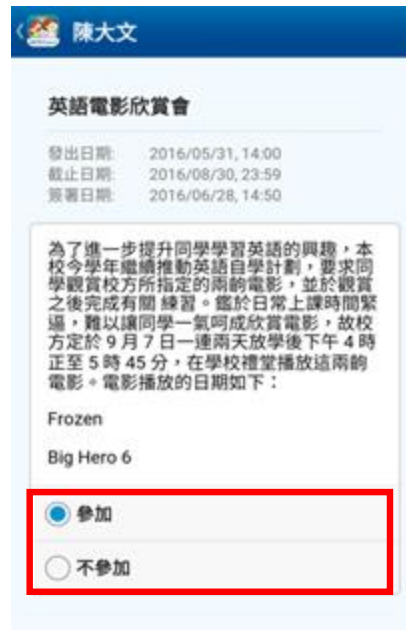 陳大文
英語電影欣賞會
發出日期: 2016/05/31, 14:00
截止日期: 2016/08/30, 23:59
簽署日期: 2016/06/28, 14:50
為了進一步提升同學學習英語的興趣，本
校今學年繼續推動英語自學計劃，要求同
學觀賞校方所指定的兩齣電影，並於觀賞
之後完成有關 練習。鑑於日常上課時間緊
逼，難以讓同學一氣呵成欣賞電影，故校
方定於 9 月 7 日一連兩天放學後下午 4 時
正至 5 時 45 分，在學校禮堂播放這兩齣
電影。電影播放的日期如下：
Frozen
Big Hero 6
參加
不參加